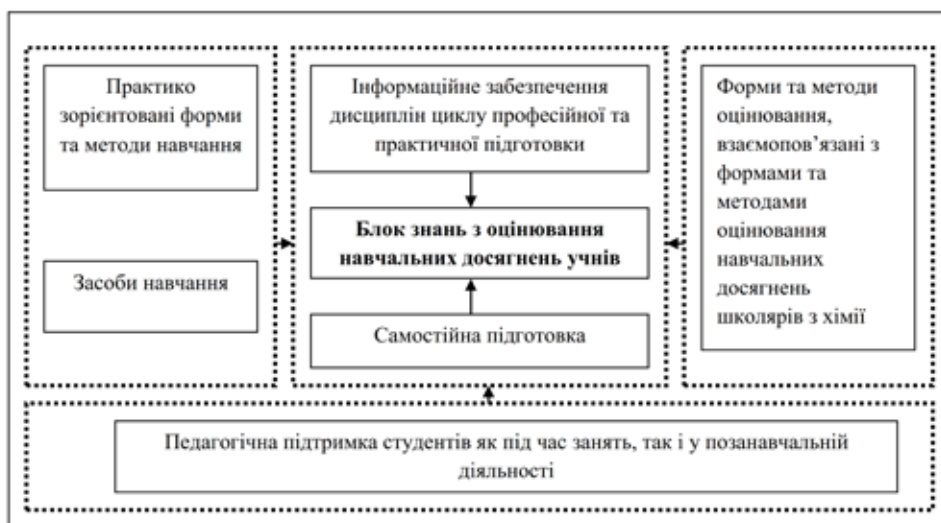 Практико
зорієнтовані форми
та методи навчання
Засоби навчання
Інформаційне забезпечення
дисциплін циклу професійної та
практичної підготовки
Блок знань з оцінювання
навчальних досягнень учнів
Самостійна підготовка
Форми та методи
оцінювання,
взаємопов’язані з
формами та
методами
оцінювання
навчальних
досягнень
школярів з хімії
Педагогічна підтримка студентів як під час занять, так і у позанавчальній
діяльності